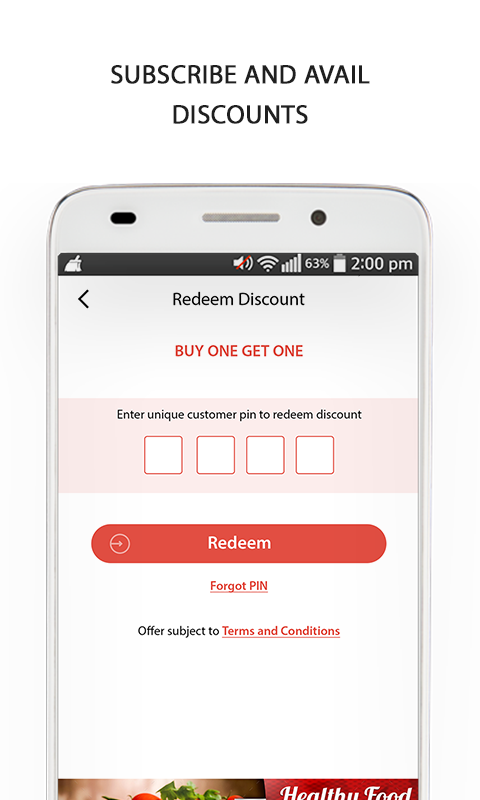 SUBSCRIBE AND AVAIL
DISCOUNTS
63% 2:00 pm
Redeem Discount
BUY ONE GET ONE
Enter unique customer pin to redeem discount
Redeem
Forgot PIN
Offer subject to Terms and Conditions
Healthy Food